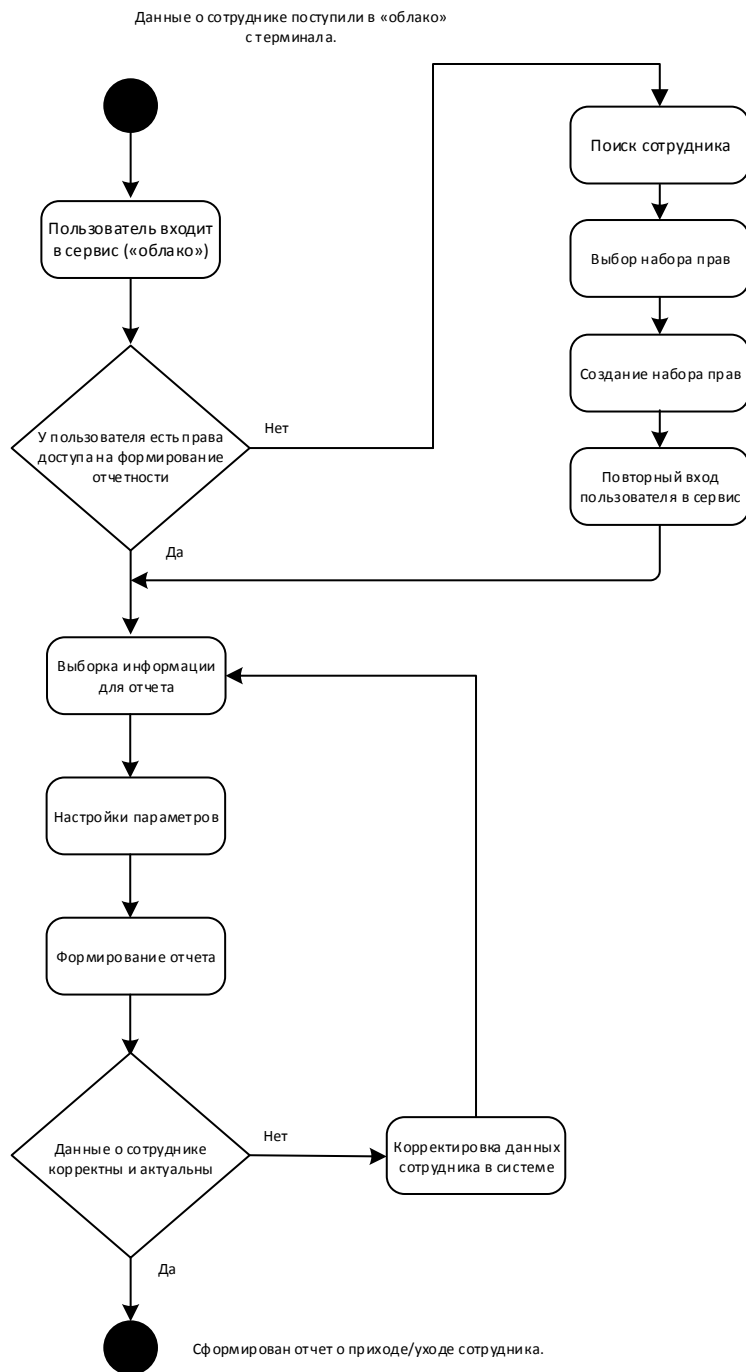 Данные о сотруднике поступили в «облако»
с терминала.
Поиск сотрудника
Пользователь входит
в сервис («облако»)
Выбор набора прав
Создание набора прав
Нет
У пользователя есть права
доступа на формирование
отчетности
Повторный вход
пользователя в сервис
Да
Выборка информации
для отчета
Настройки параметров
Формирование отчета
Данные о сотруднике
корректны и актуальны
Нет
Корректировка данных
сотрудника в системе
Да
Сформирован отчет о приходе/уходе сотрудника.